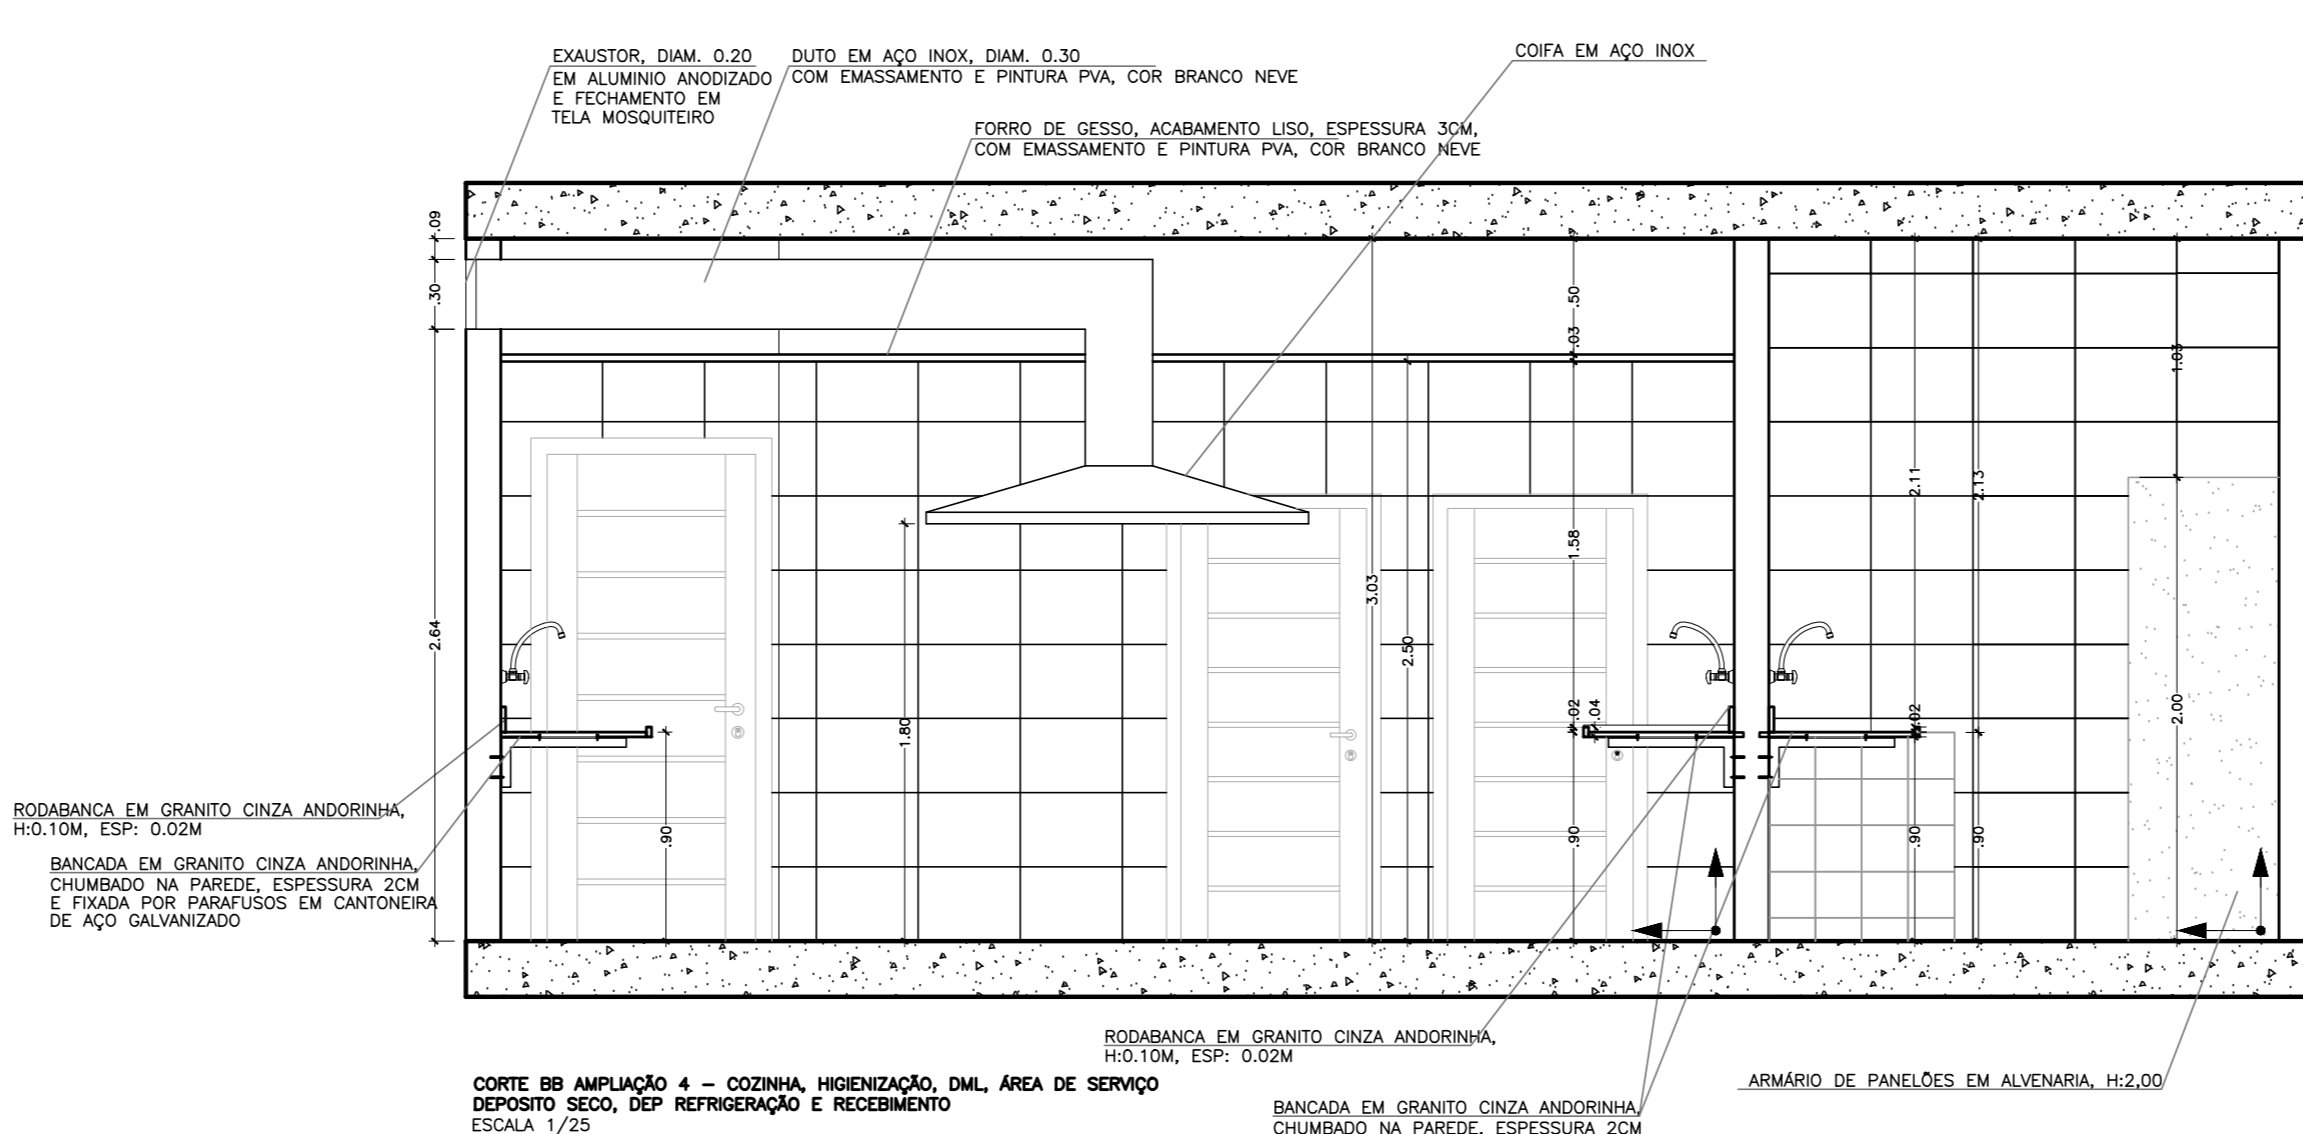 EXAUSTOR, DIAM. 0.20
EM ALUMINIO ANODIZADO
E FECHAMENTO EM
TELA MOSQUITEIRO
DUTO EM AÇO INOX, DIAM. 0.30
COM EMASSAMENTO E PINTURA PVA, COR BRANCO NEVE
COIFA EM AÇO INOX
FORRO DE GESSO, ACABAMENTO LISO, ESPESSURA 3CM,
COM EMASSAMENTO E PINTURA PVA, COR BRANCO NEVE
.09
.30
2.64
.90
1.80
3.03
2.50
.50
.03
1.58
.02
.04
.90
2.11
.02
.90
2.13
.90
1.03
2.00
RODABANCA EM GRANITO CINZA ANDORINHA,
H:0.10M, ESP: 0.02M
BANCADA EM GRANITO CINZA ANDORINHA,
CHUMBADO NA PAREDE, ESPESSURA 2CM
E FIXADA POR PARAFUSOS EM CANTONEIRA
DE AÇO GALVANIZADO
RODABANCA EM GRANITO CINZA ANDORINHA,
H:0.10M, ESP: 0.02M
ARMÁRIO DE PANELÕES EM ALVENARIA, H:2,00
BANCADA EM GRANITO CINZA ANDORINHA,
CHUMBADO NA PAREDE, ESPESSURA 2CM
CORTE BB AMPLIAÇÃO 4 – COZINHA, HIGIENIZAÇÃO, DML, ÁREA DE SERVIÇO
DEPOSITO SECO, DEP REFRIGERAÇÃO E RECEBIMENTO
ESCALA 1/25